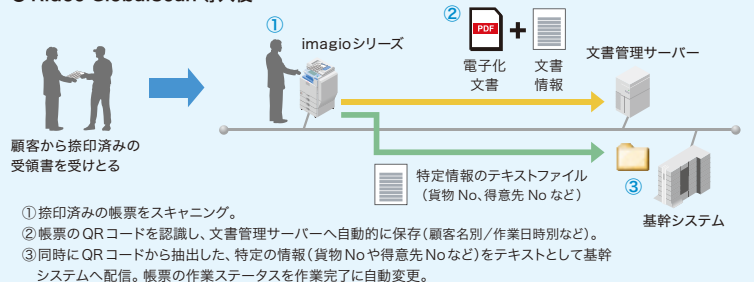 ①
imagioシリーズ
②
PDF
+
電子化
文書
文書
情報
文書管理サーバー
顧客から捺印済みの
受領書を受けとる
特定情報のテキストファイル
（貨物 No、得意先 No など）
③
基幹システム
①捺印済みの帳票をスキャニング。
②帳票のQRコードを認識し、文書管理サーバーへ自動的に保存（顧客名別／作業日時別など）。
③同時にQRコードから抽出した、特定の情報（貨物Noや得意先Noなど）をテキストとして基幹
システムへ配信。帳票の作業ステータスを作業完了に自動変更。